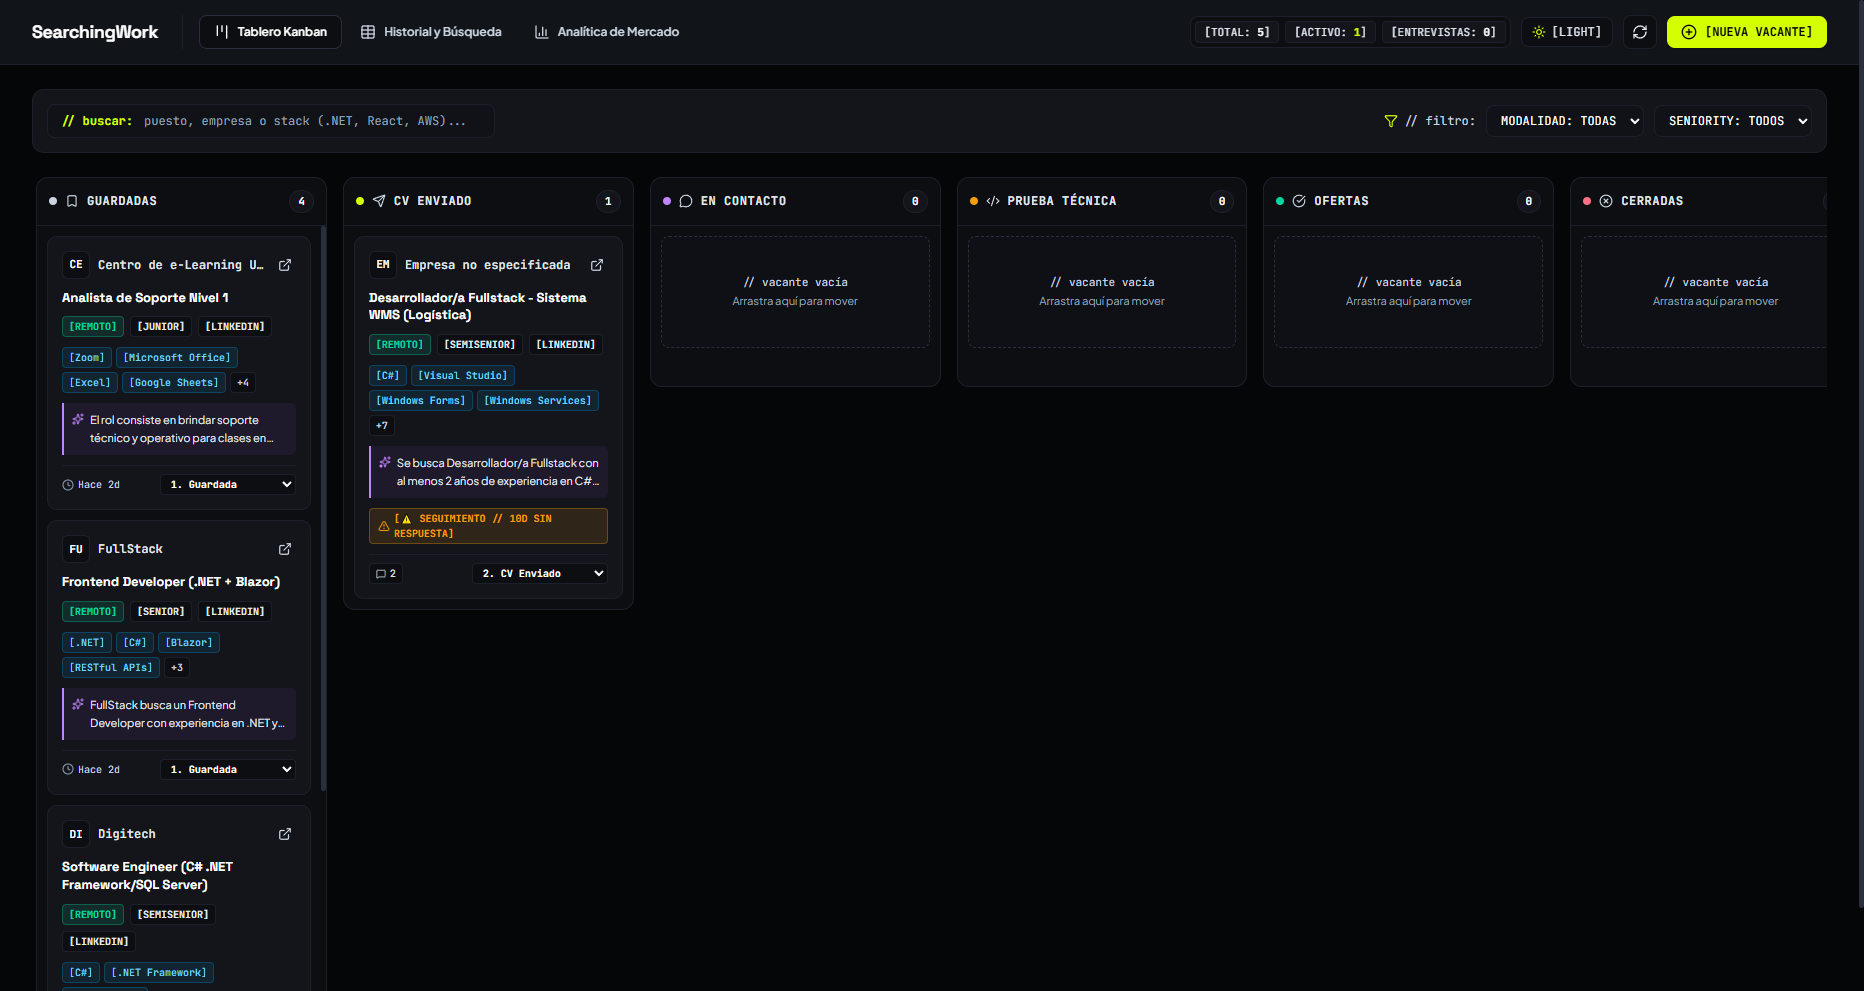 SearchingWork
Tablero Kanban
Historial y Búsqueda
Analítica de Mercado
[TOTAL: 5]
[ACTIVO: 1]
[ENTREVISTAS: 0]
[LIGHT]
[NUEVA VACANTE]
// buscar: puesto, empresa o stack (.NET, React, AWS)...
// filtro:
MODALIDAD: TODAS
SENIORITY: TODOS
GUARDADAS
4
CE
Centro de e-Learning U…
Analista de Soporte Nivel 1
[REMOTO]
[JUNIOR]
[LINKEDIN]
[Zoom]
[Microsoft Office]
[Excel]
[Google Sheets]
+4
El rol consiste en brindar soporte
técnico y operativo para clases en…
Hace 2d
1. Guardada
FU
FullStack
Frontend Developer (.NET + Blazor)
[REMOTO]
[SENIOR]
[LINKEDIN]
[.NET]
[C#]
[Blazor]
[RESTful APIs]
+3
FullStack busca un Frontend
Developer con experiencia en .NET y…
Hace 2d
1. Guardada
DI
Digitech
Software Engineer (C# .NET
Framework/SQL Server)
[REMOTO]
[SEMISENIOR]
[LINKEDIN]
[C#]
[.NET Framework]
CV ENVIADO
1
EM
Empresa no especificada
Desarrollador/a Fullstack - Sistema
WMS (Logística)
[REMOTO]
[SEMISENIOR]
[LINKEDIN]
[C#]
[Visual Studio]
[Windows Forms]
[Windows Services]
+7
Se busca Desarrollador/a Fullstack con
al menos 2 años de experiencia en C#…
[⚠ SEGUIMIENTO // 10D SIN
RESPUESTA]
2
2. CV Enviado
EN CONTACTO
0
// vacante vacía
Arrastra aquí para mover
PRUEBA TÉCNICA
0
// vacante vacía
Arrastra aquí para mover
OFERTAS
0
// vacante vacía
Arrastra aquí para mover
CERRADAS
// vacante vacía
Arrastra aquí para mover